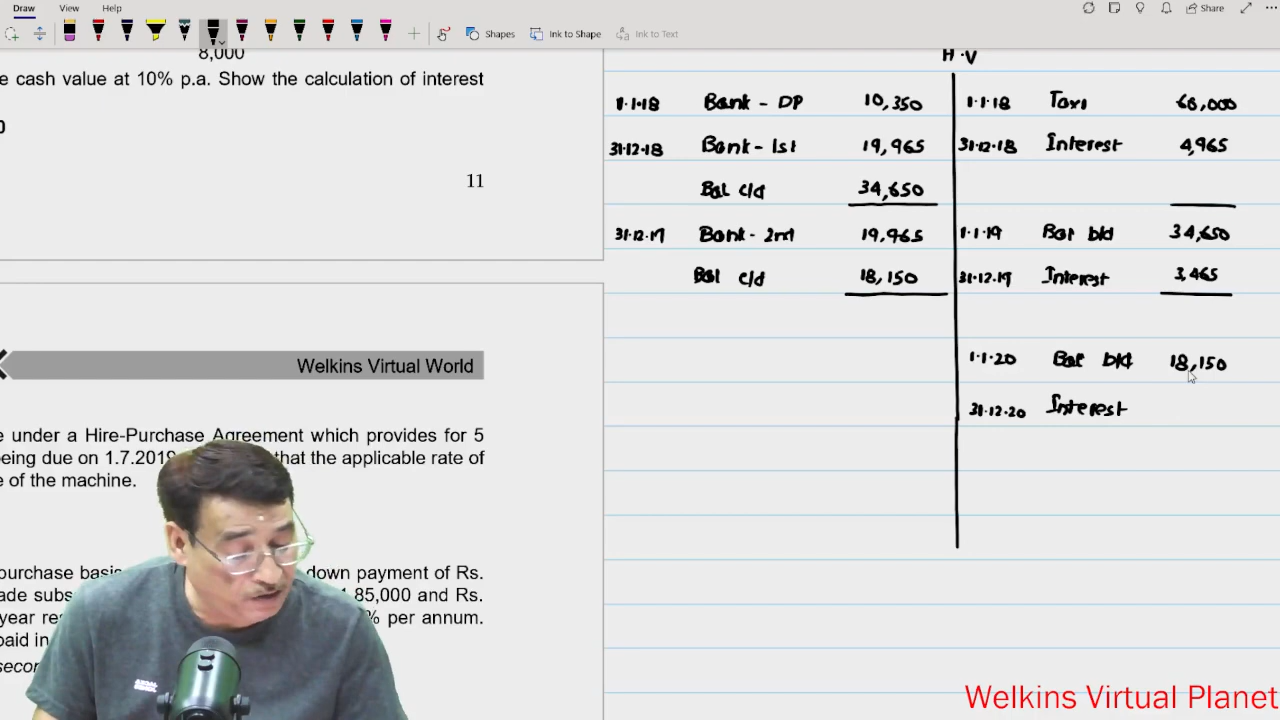 Draw View Help
Share
Shapes Ink to Shape Ink to Text
8,000
e cash value at 10% p.a. Show the calculation of interest
0
11
Welkins Virtual World
e under a Hire-Purchase Agreement which provides for 5
eing due on 1.7.2019 that the applicable rate of
e of the machine.
ourchase basis down payment of Rs.
ade subs 1,85,000 and Rs.
year res % per annum.
paid in
secon
H.V
1.1.18 Bank - DP 10,350 1.1.18 Taxi 60,000
31.12.18 Bank - 1st 19,965 31.12.18 Interest 4,965
Bal c/d 34,650
31.12.19 Bank - 2nd 19,965 1.1.19 Bal b/d 34,650
Bal c/d 18,150 31.12.19 Interest 3,465
1.1.20 Bal b/d 18,150
31.12.20 Interest
Welkins Virtual Planet